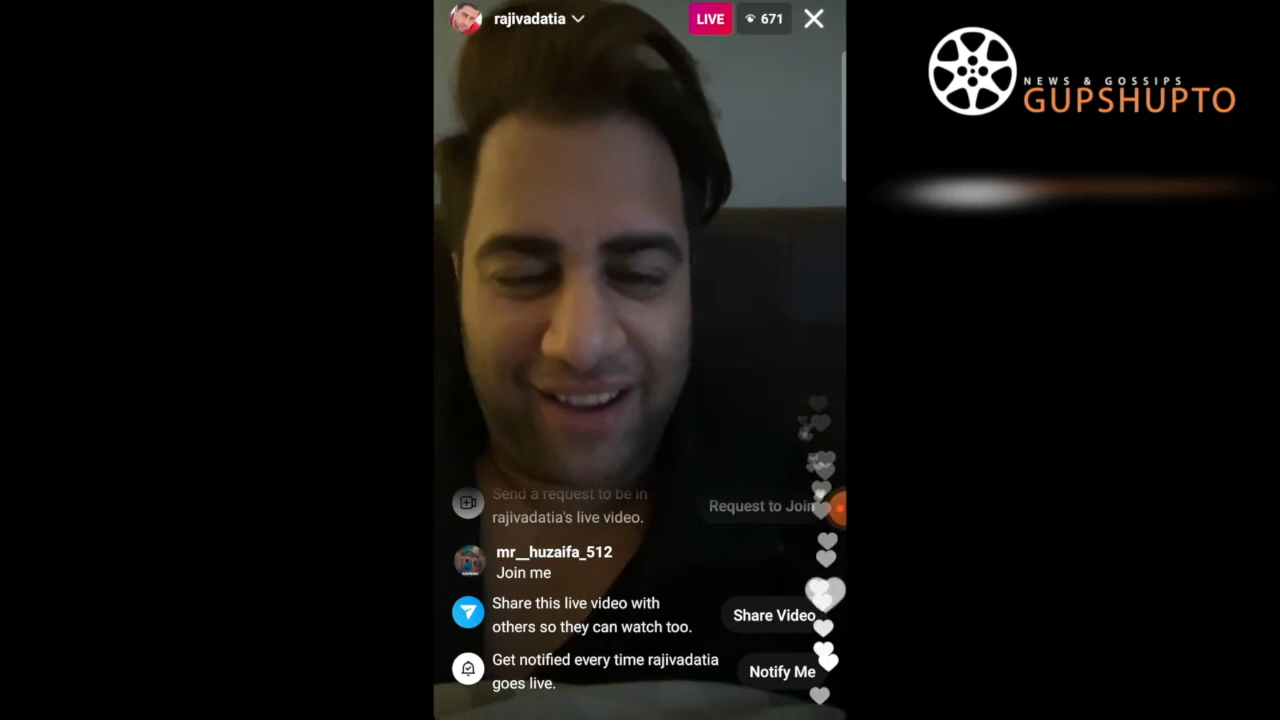 rajivadatia
LIVE
671
NEWS & GOSSIPS
GUPSHUPTO
Send a request to be in
rajivadatia's live video.
Request to Join
mr__huzaifa_512
Join me
Share this live video with
others so they can watch too.
Share Video
Get notified every time rajivadatia
goes live.
Notify Me